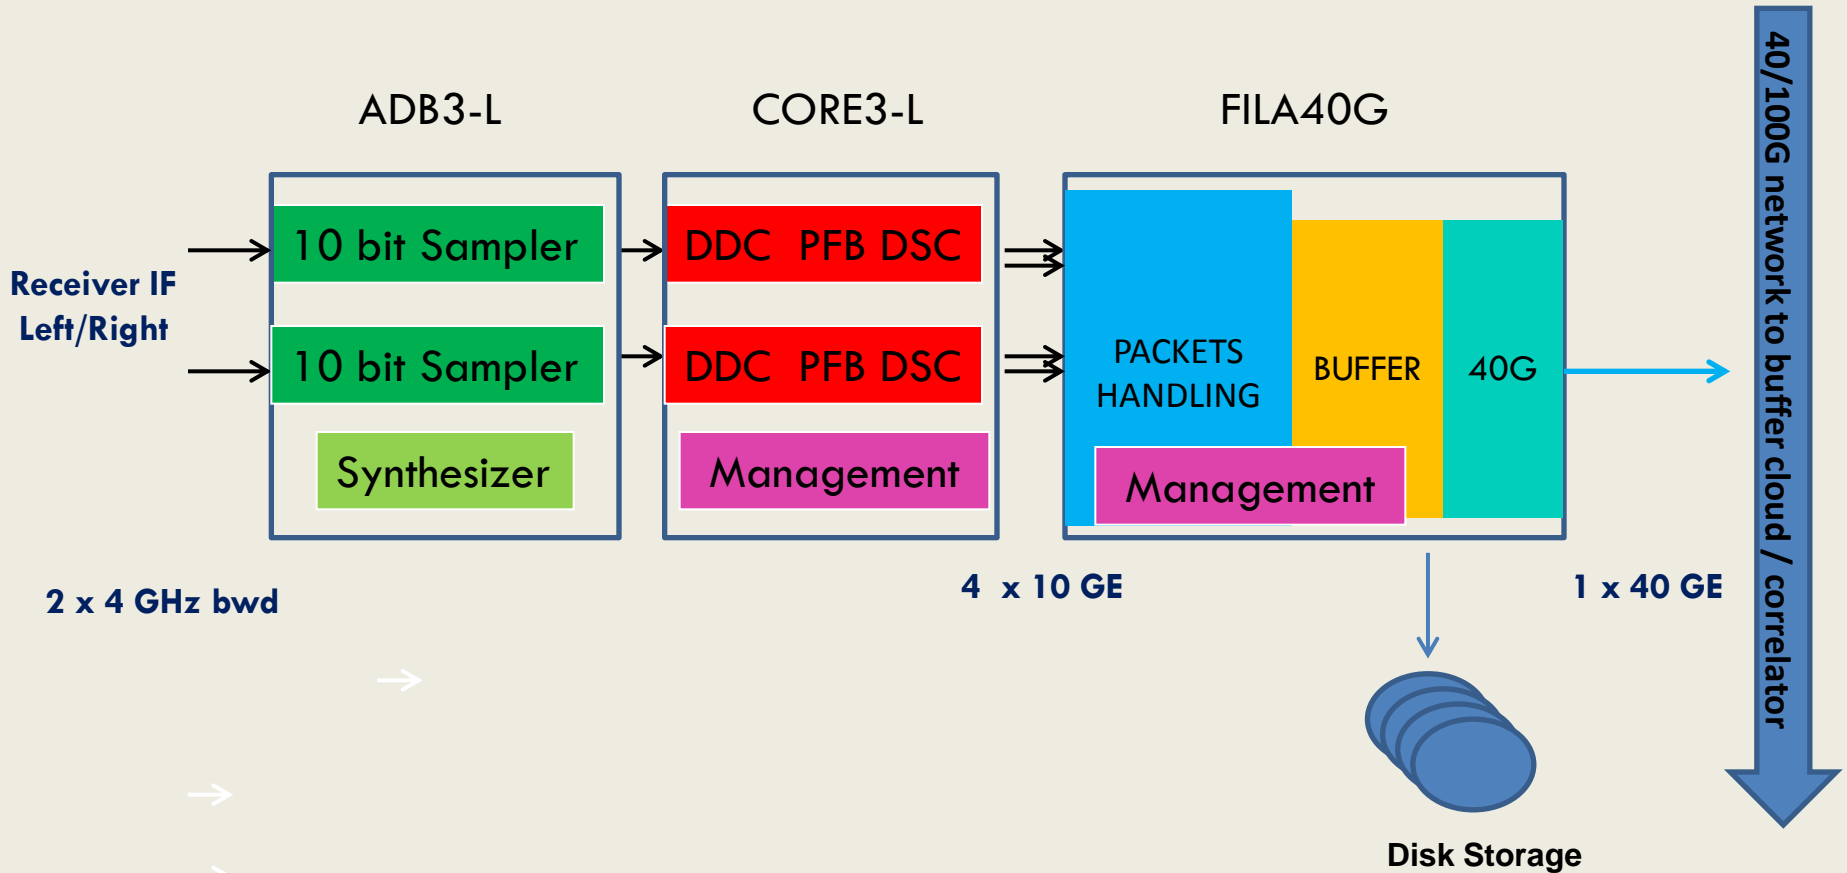 ADB3-L
CORE3-L
FILA40G
Receiver IF
Left/Right
10 bit Sampler
10 bit Sampler
Synthesizer
DDC PFB DSC
DDC PFB DSC
Management
PACKETS
HANDLING
BUFFER
40G
Management
40/100G network to buffer cloud / correlator
2 x 4 GHz bwd
4 x 10 GE
1 x 40 GE
Disk Storage